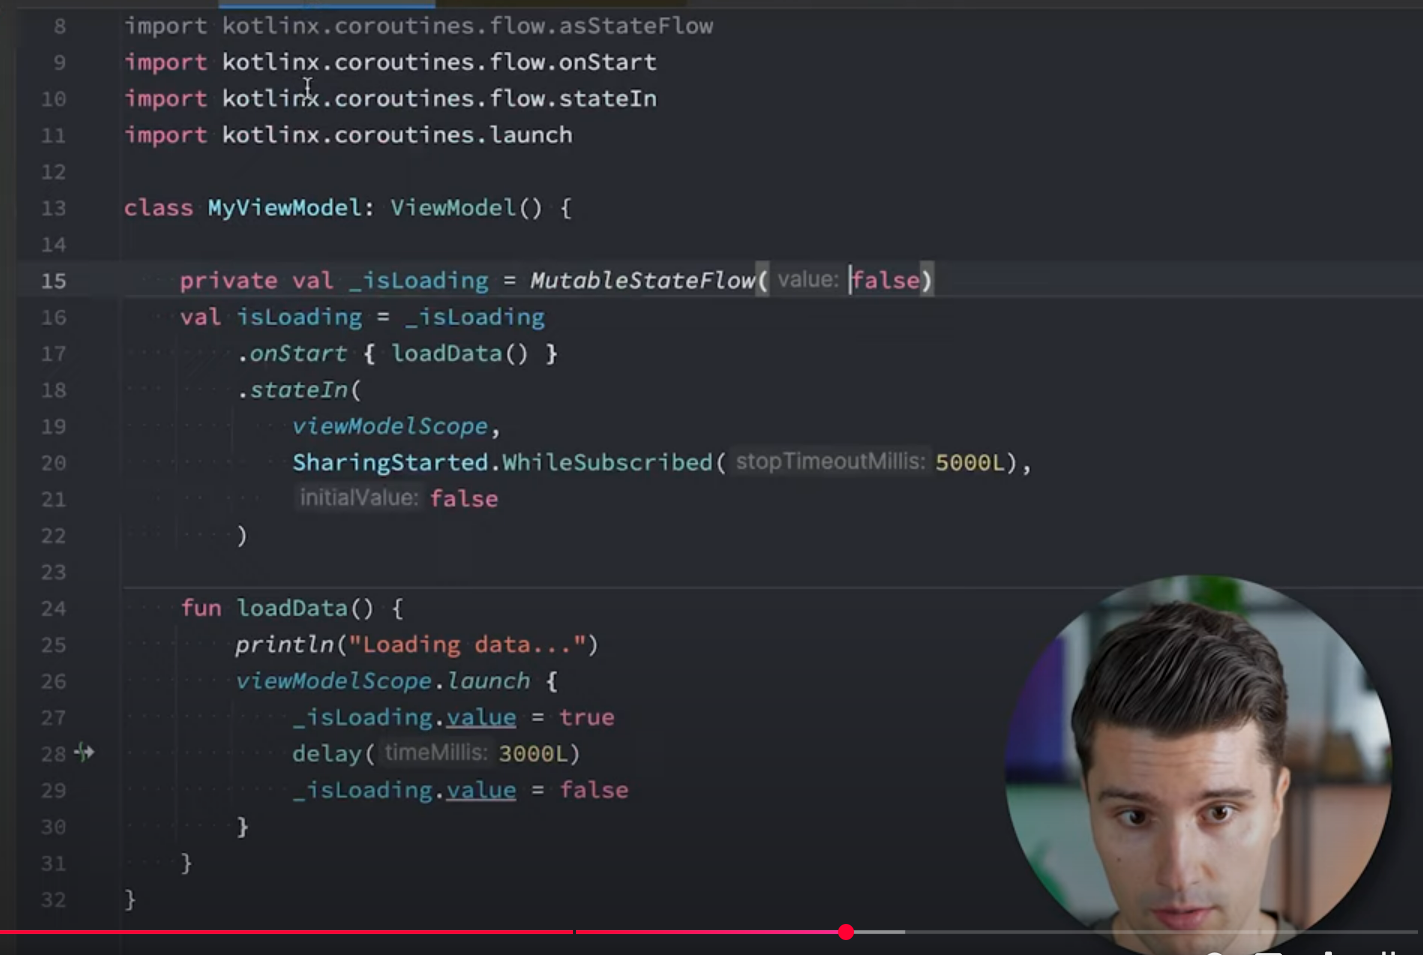 8 import kotlinx.coroutines.flow.asStateFlow
9 import kotlinx.coroutines.flow.onStart
10 import kotlinx.coroutines.flow.stateIn
11 import kotlinx.coroutines.launch
12
13 class MyViewModel: ViewModel() {
14
15 private val _isLoading = MutableStateFlow( value: false)
16 val isLoading = _isLoading
17 .onStart { loadData() }
18 .stateIn(
19 viewModelScope,
20 SharingStarted.WhileSubscribed( stopTimeoutMillis: 5000L),
21 initialValue: false
22 )
23
24 fun loadData() {
25 println("Loading data...")
26 viewModelScope.launch {
27 _isLoading.value = true
28 delay( timeMillis: 3000L)
29 _isLoading.value = false
30 }
31 }
32 }